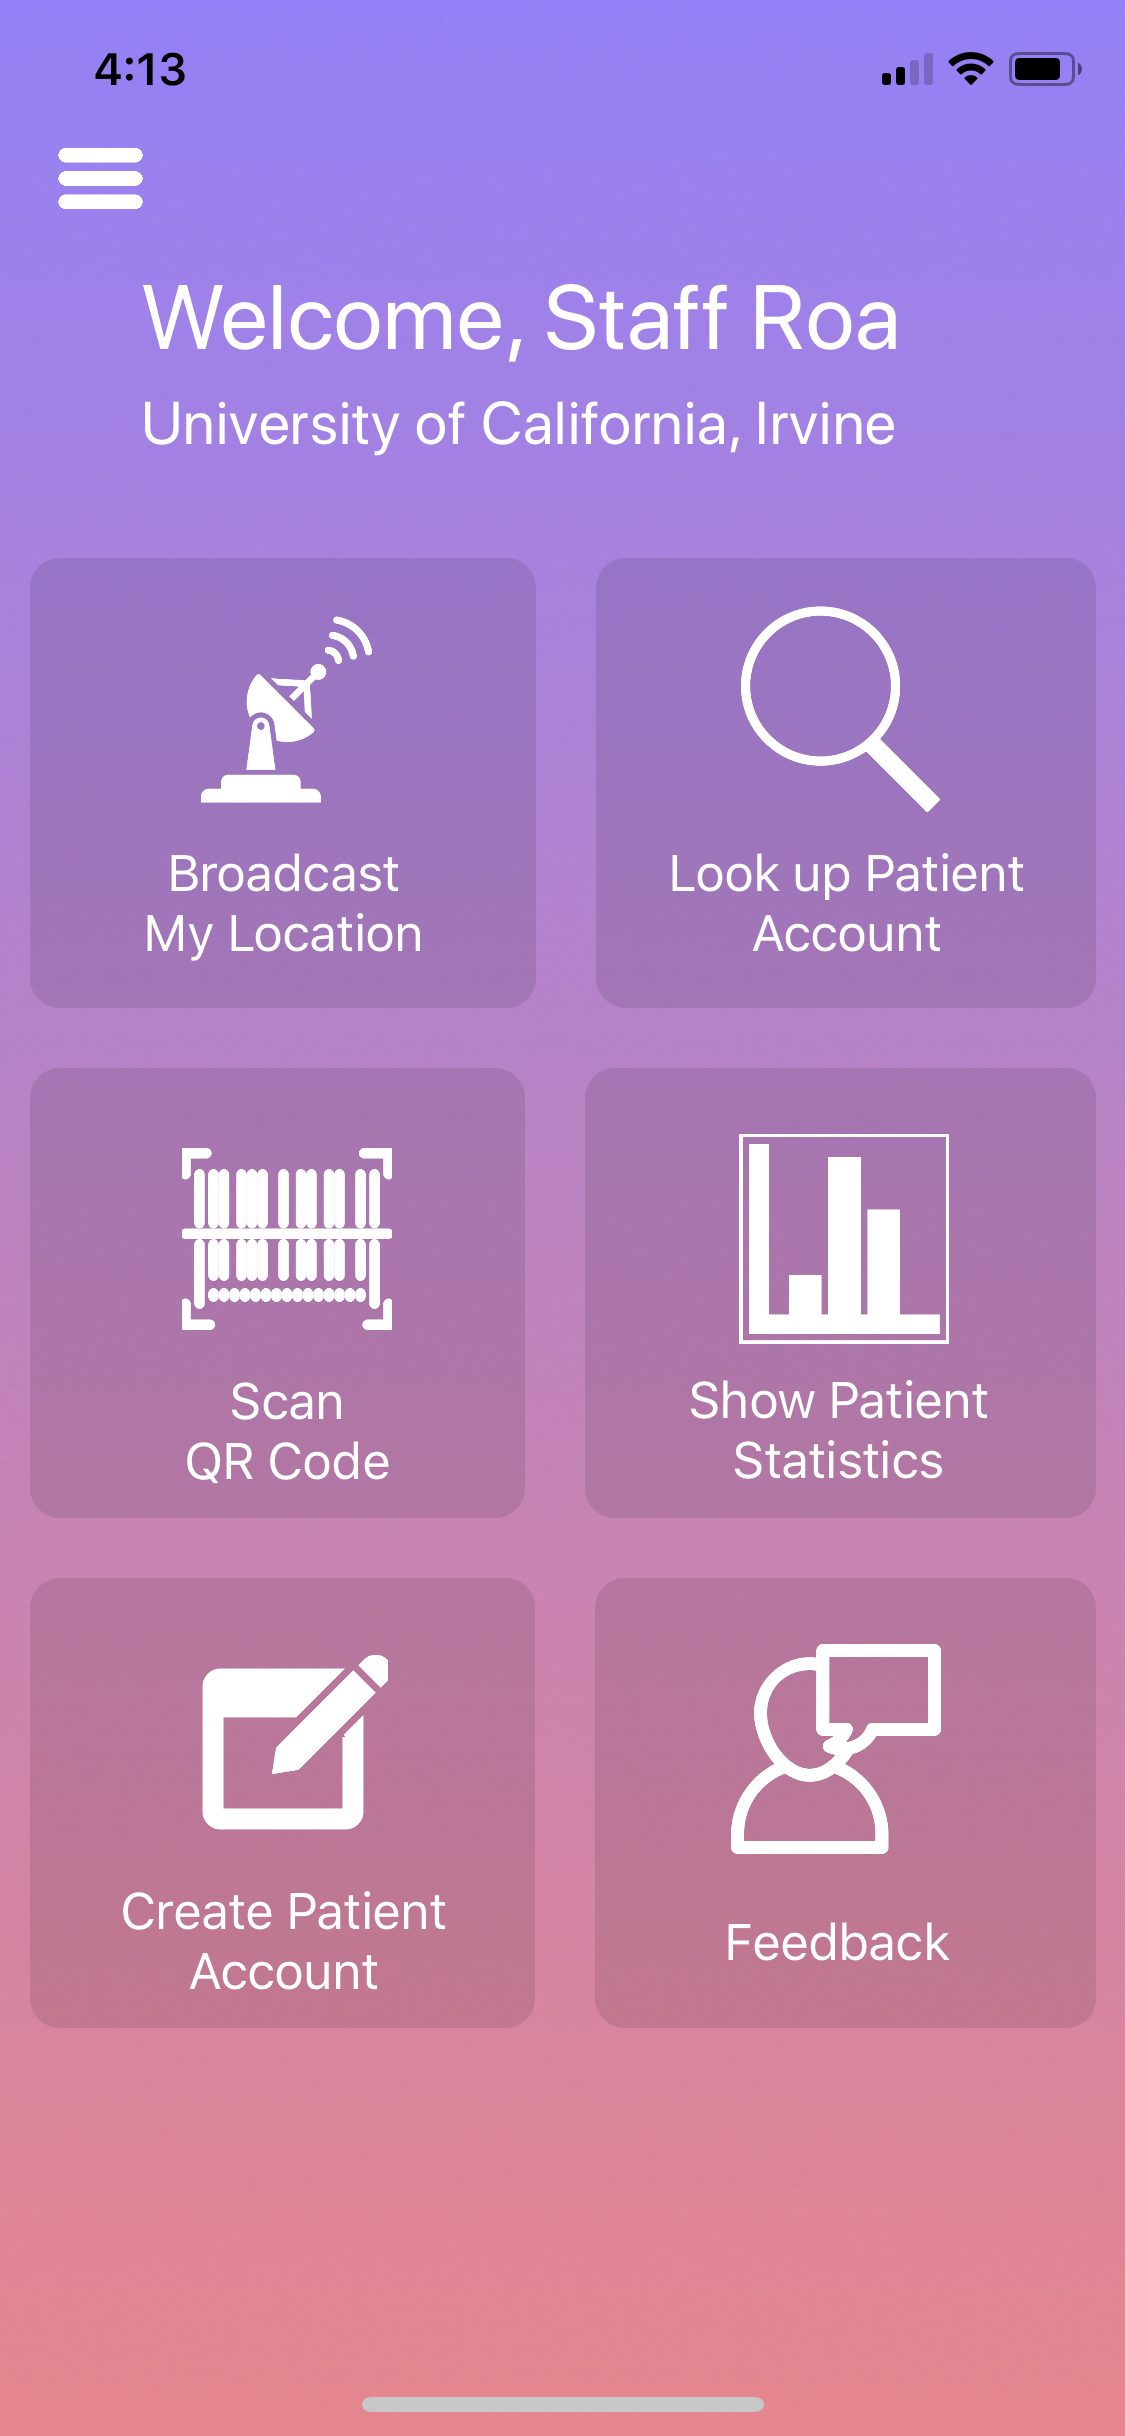 4:13
Welcome, Staff Roa
University of California, Irvine
Broadcast
My Location
Look up Patient
Account
Scan
QR Code
Show Patient
Statistics
Create Patient
Account
Feedback